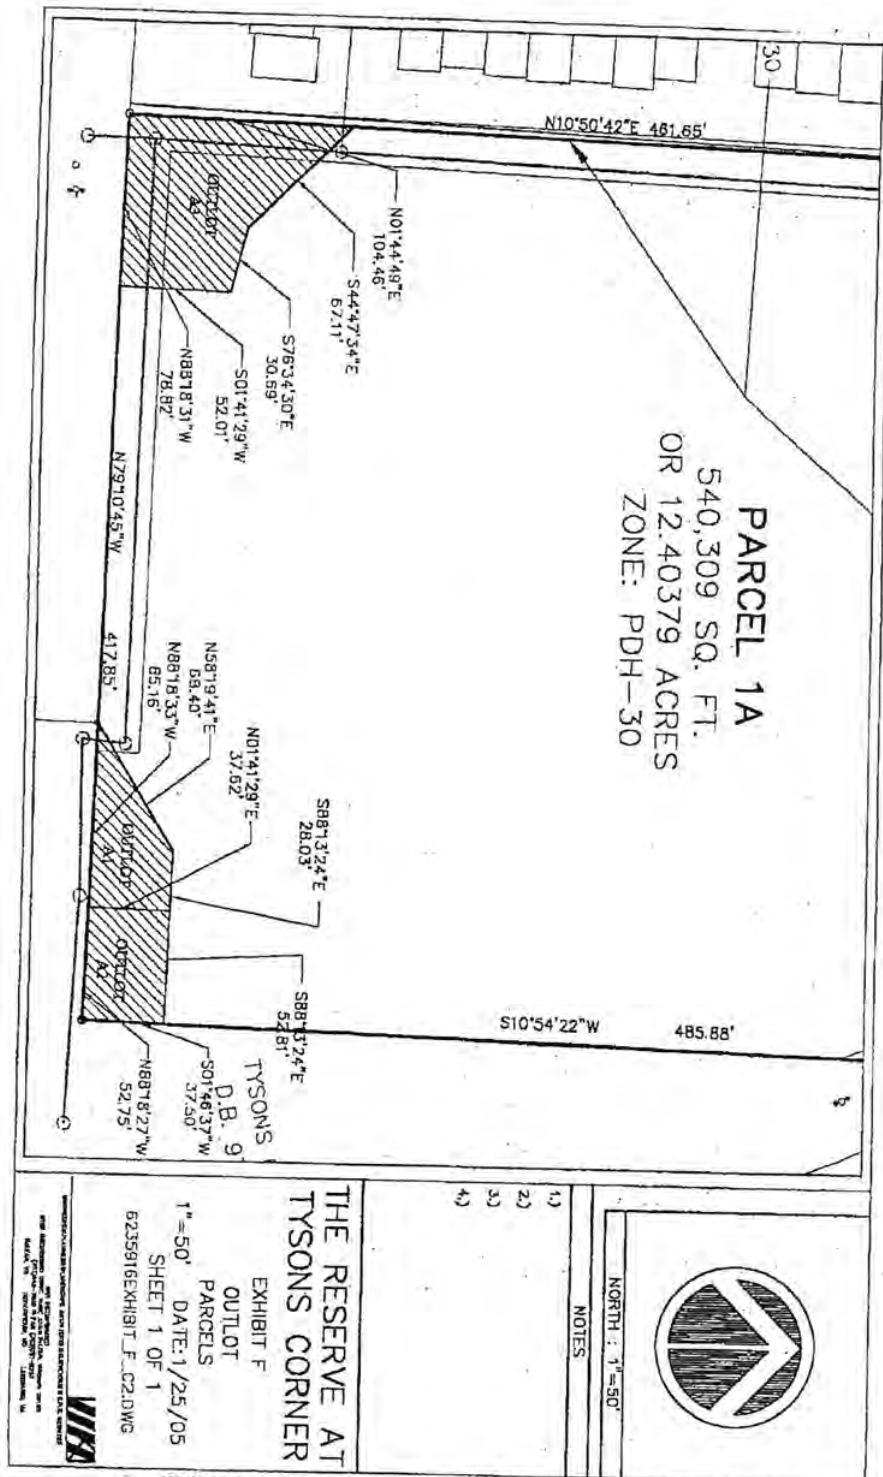 30
N10°50'42"E 461.65'
N01°44'49"E
104.46'
S44°47'34"E
67.11'
S76°34'30"E
30.69'
S01°41'29"W
52.01'
N88°18'31"W
78.82'
OUTLOT
A3
PARCEL 1A
540,309 SQ. FT.
OR 12.40379 ACRES
ZONE: PDH-30
N79°10'45"W
417.85'
N58°19'41"E
68.40'
N88°18'33"W
85.16'
N01°41'29"E
37.62'
S88°13'24"E
28.03'
OUTLOT
A1
OUTLOT
A2
S88°13'24"E
52.81'
S10°54'22"W 485.88'
S01°46'37"W
37.50'
N88°18'27"W
52.75'
TYSONS
D.B. 9
NORTH : 1"=50'
NOTES
1.)
2.)
3.)
4.)
THE RESERVE AT
TYSONS CORNER
EXHIBIT F
OUTLOT
PARCELS
1"=50' DATE:1/25/05
SHEET 1 OF 1
6235916EXHIBIT_F_C2.DWG